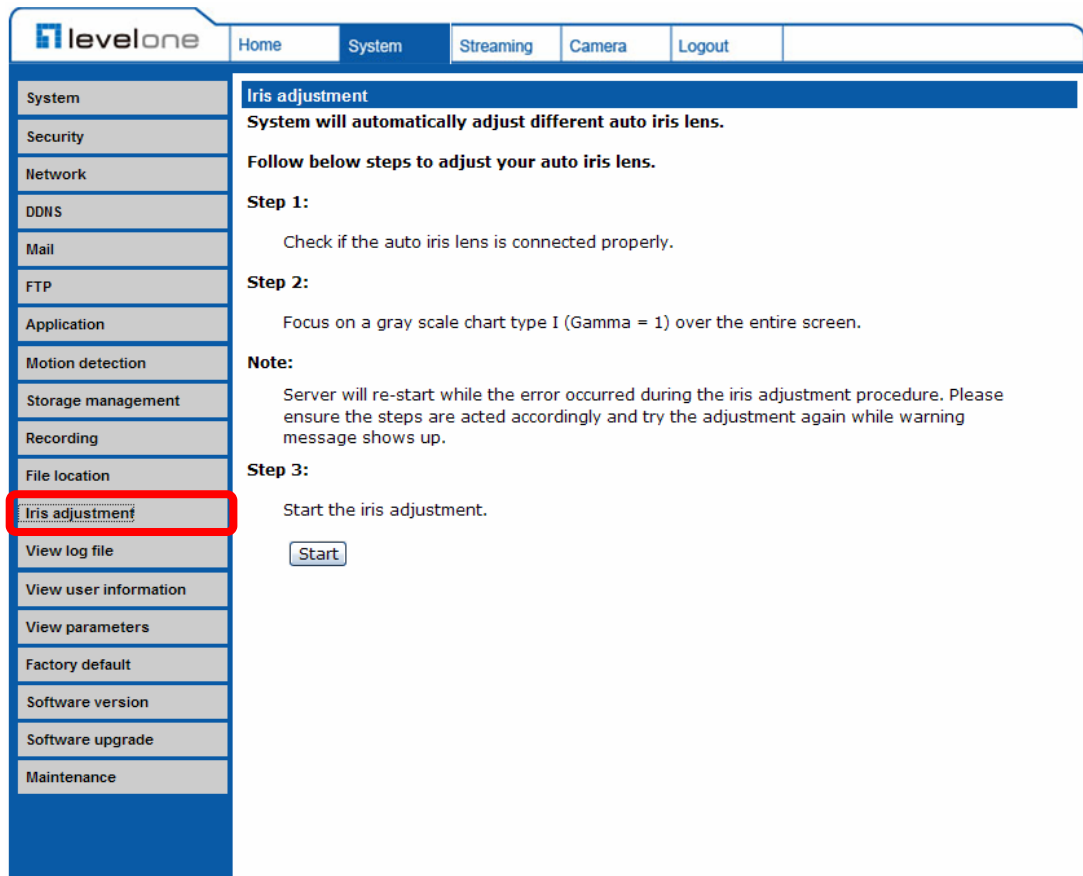 levelone
Home
System
Streaming
Camera
Logout
System
Security
Network
DDNS
Mail
FTP
Application
Motion detection
Storage management
Recording
File location
Iris adjustment
View log file
View user information
View parameters
Factory default
Software version
Software upgrade
Maintenance
Iris adjustment
System will automatically adjust different auto iris lens.
Follow below steps to adjust your auto iris lens.
Step 1:
Check if the auto iris lens is connected properly.
Step 2:
Focus on a gray scale chart type I (Gamma = 1) over the entire screen.
Note:
Server will re-start while the error occurred during the iris adjustment procedure. Please
ensure the steps are acted accordingly and try the adjustment again while warning
message shows up.
Step 3:
Start the iris adjustment.
Start